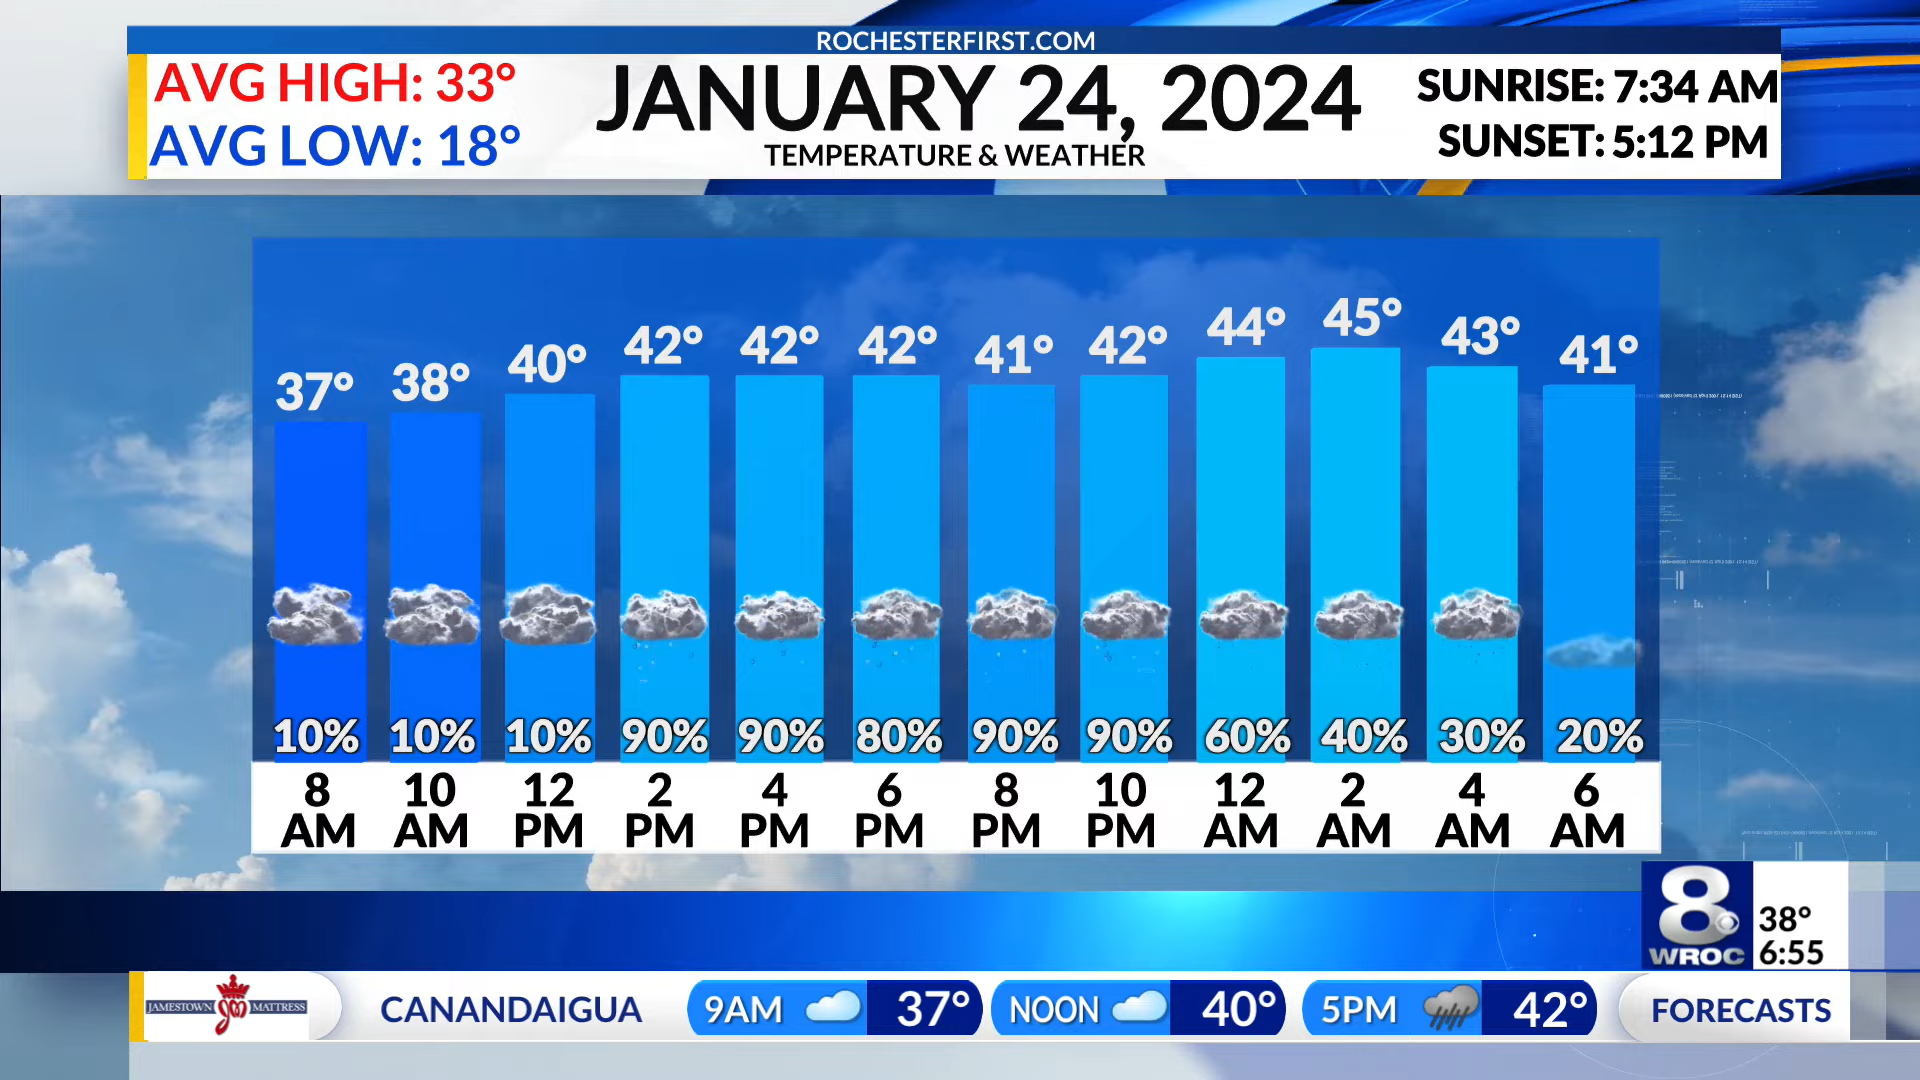 ROCHESTERFIRST.COM
AVG HIGH: 33°
AVG LOW: 18°
JANUARY 24, 2024
TEMPERATURE & WEATHER
SUNRISE: 7:34 AM
SUNSET: 5:12 PM
37° 38° 40° 42° 42° 42° 41° 42° 44° 45° 43° 41°
10% 10% 10% 90% 90% 80% 90% 90% 60% 40% 30% 20%
8 10 12 2 4 6 8 10 12 2 4 6
AM AM PM PM PM PM PM PM AM AM AM AM
8
WROC
38°
6:55
JAMESTOWN JM MATTRESS
CANANDAIGUA
9AM 37°
NOON 40°
5PM 42°
FORECASTS